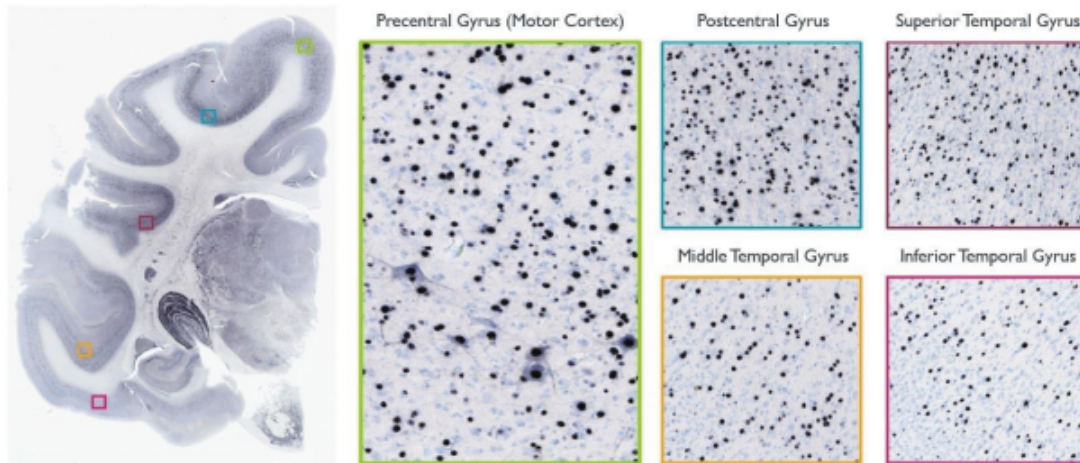 Precentral Gyrus (Motor Cortex)
Postcentral Gyrus
Superior Temporal Gyrus
Middle Temporal Gyrus
Inferior Temporal Gyrus